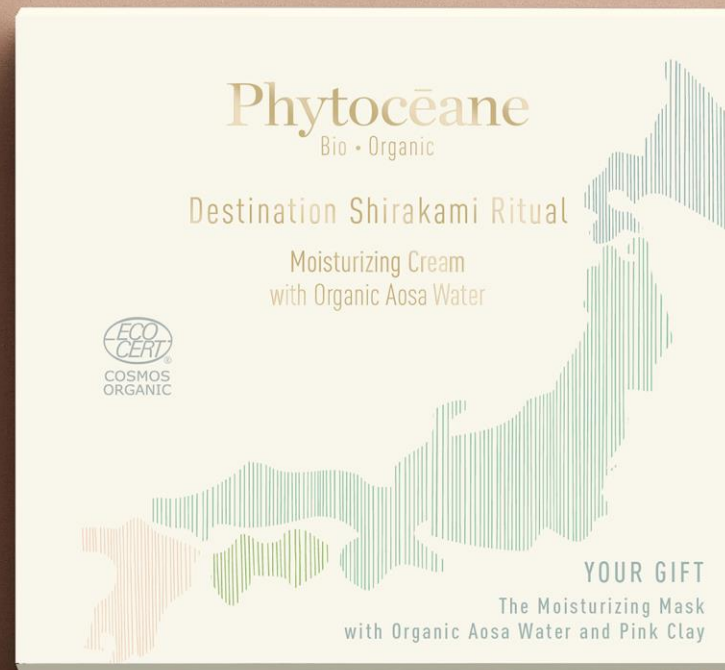 Phytocēane
Bio • Organic
Destination Shirakami Ritual
Moisturizing Cream
with Organic Aosa Water
ECO
CERT®
COSMOS
ORGANIC
YOUR GIFT
The Moisturizing Mask
with Organic Aosa Water and Pink Clay